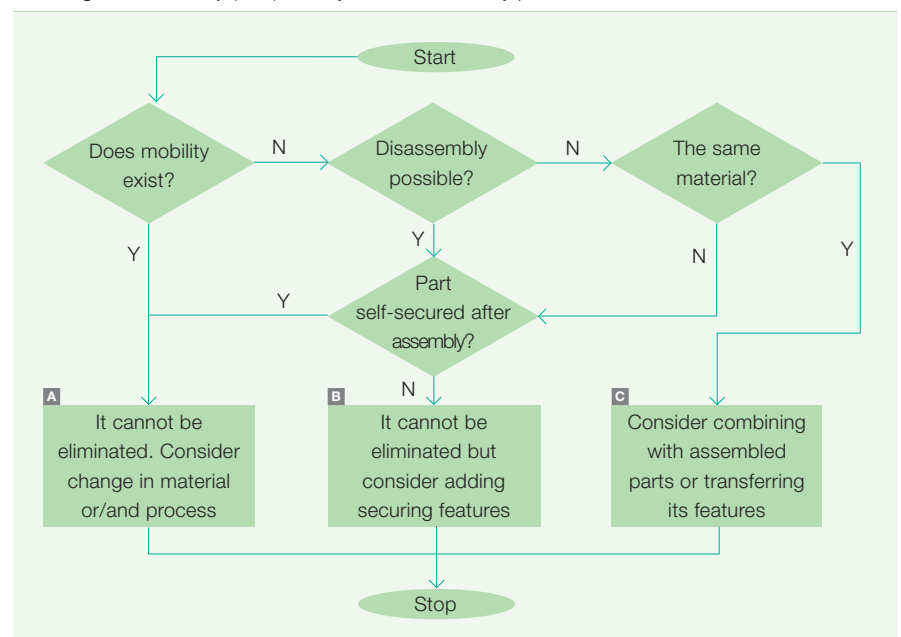 Start
Does mobility
exist?
N
Disassembly
possible?
N
The same
material?
Y
Y
N
Y
Y
Part
self-secured after
assembly?
N
A
It cannot be
eliminated. Consider
change in material
or/and process
B
It cannot be
eliminated but
consider adding
securing features
C
Consider combining
with assembled
parts or transferring
its features
Stop